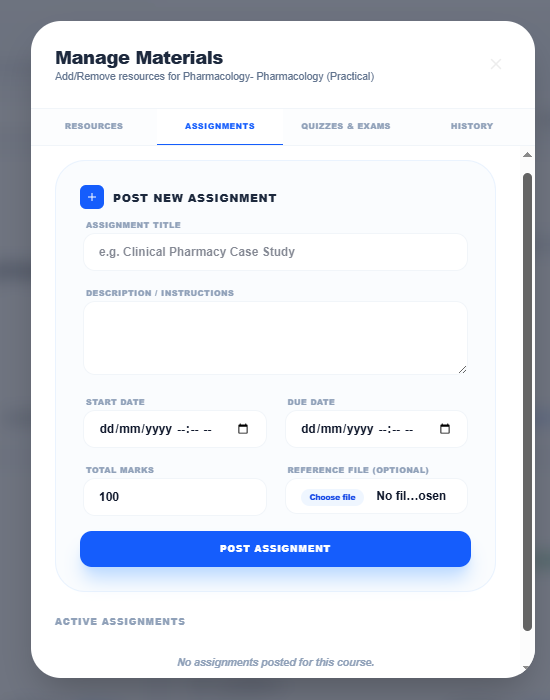 Manage Materials
Add/Remove resources for Pharmacology- Pharmacology (Practical)
RESOURCES
ASSIGNMENTS
QUIZZES & EXAMS
HISTORY
POST NEW ASSIGNMENT
ASSIGNMENT TITLE
e.g. Clinical Pharmacy Case Study
DESCRIPTION / INSTRUCTIONS
START DATE
DUE DATE
dd/mm/yyyy --:-- --
dd/mm/yyyy --:-- --
TOTAL MARKS
REFERENCE FILE (OPTIONAL)
100
Choose file No fil...osen
POST ASSIGNMENT
ACTIVE ASSIGNMENTS
No assignments posted for this course.